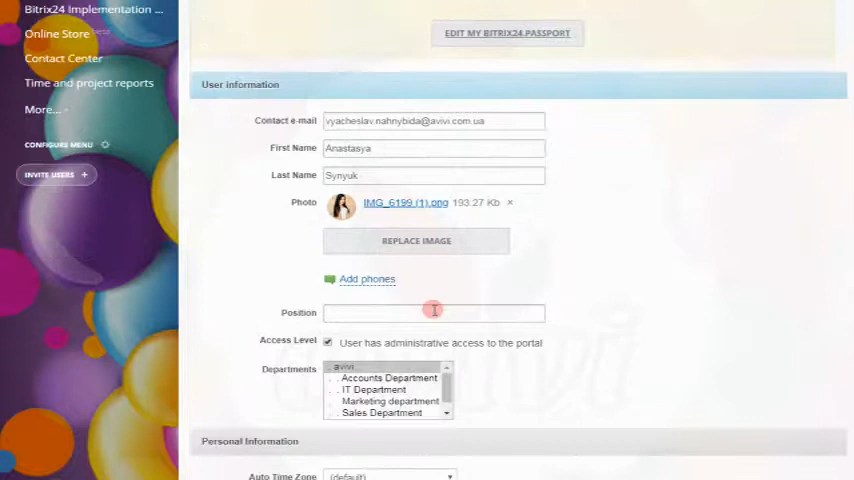 Bitrix24 Implementation ...
Online Store beta
Contact Center
Time and project reports
More...
CONFIGURE MENU
INVITE USERS +
EDIT MY BITRIX24.PASSPORT
User information
Contact e-mail vyacheslav.nahnybida@avivi.com.ua
First Name Anastasya
Last Name Synyuk
Photo IMG_6199 (1).png 193.27 Kb ×
REPLACE IMAGE
Add phones
Position
Access Level User has administrative access to the portal
Departments . avivi
. . Accounts Department
. . IT Department
. . Marketing department
. . Sales Department
Personal Information
Auto Time Zone (default)